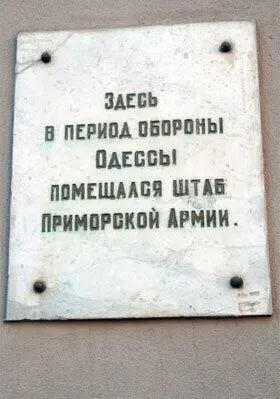 Здесь
в период обороны
Одессы
помещался штаб
Приморской Армии.